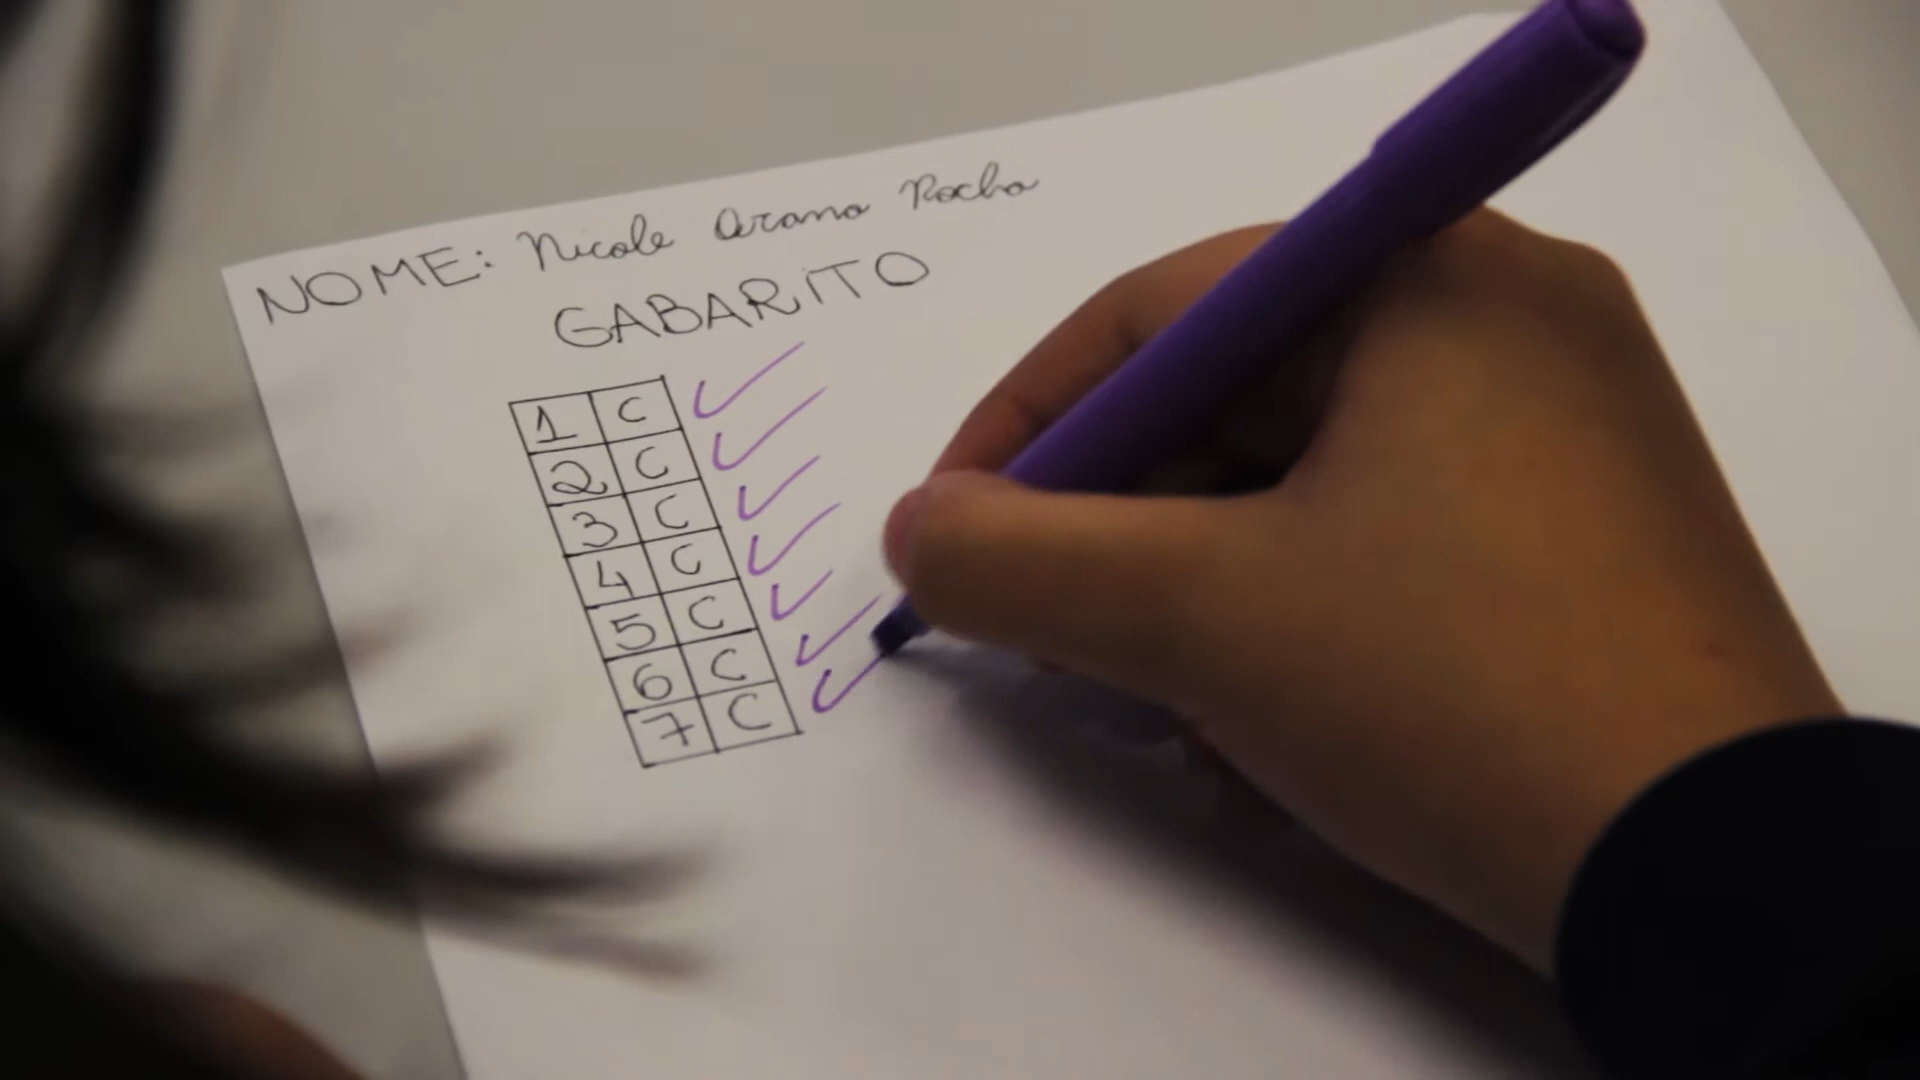 NOME: Nicole Arana Rocha
GABARITO
1 C
2 C
3 C
4 C
5 C
6 C
7 C